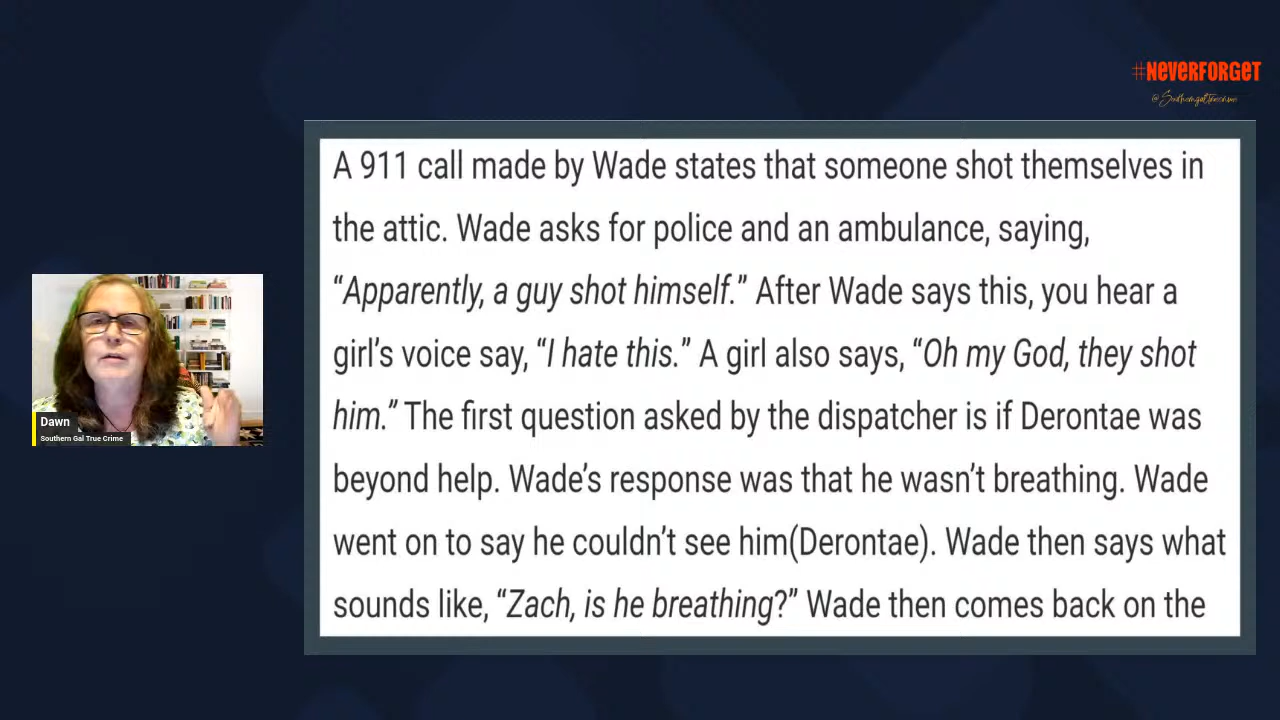 #NEVERFORGET
@Southerngaltruecrime
A 911 call made by Wade states that someone shot themselves in
the attic. Wade asks for police and an ambulance, saying,
“Apparently, a guy shot himself.” After Wade says this, you hear a
girl’s voice say, “I hate this.” A girl also says, “Oh my God, they shot
him.” The first question asked by the dispatcher is if Derontae was
beyond help. Wade’s response was that he wasn’t breathing. Wade
went on to say he couldn’t see him(Derontae). Wade then says what
sounds like, “Zach, is he breathing?” Wade then comes back on the
Dawn
Southern Gal True Crime